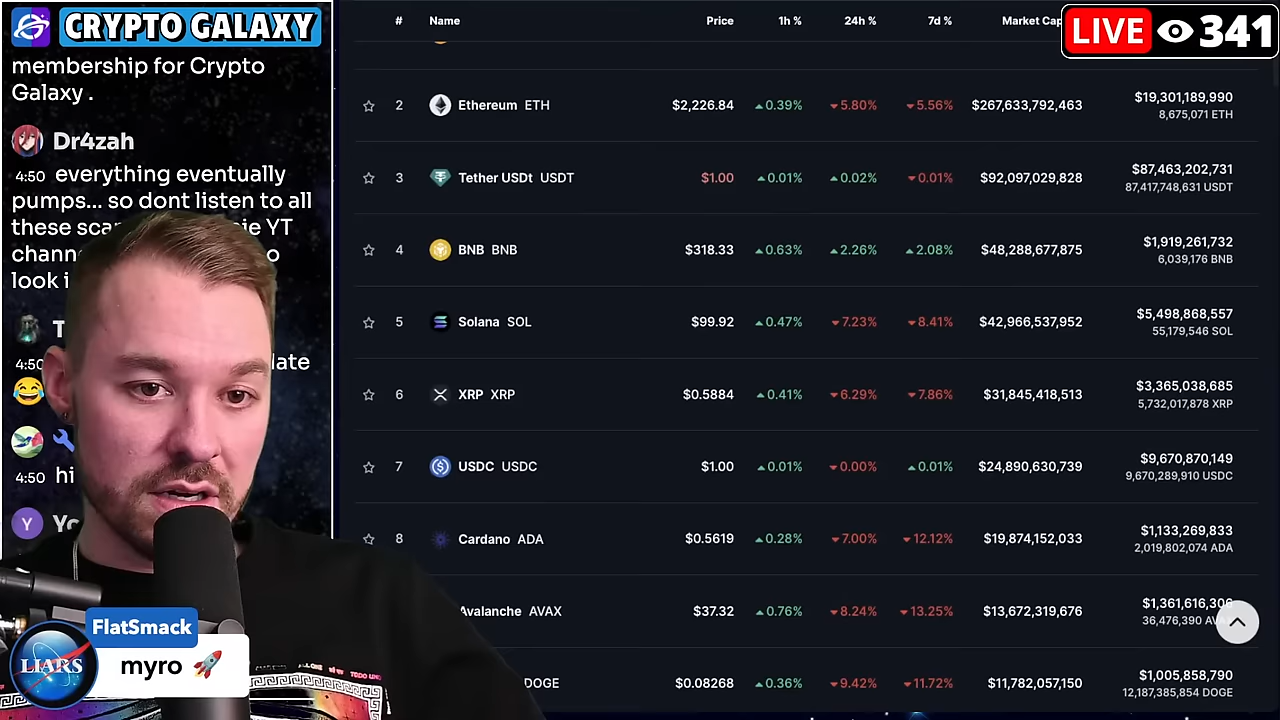 CRYPTO GALAXY
membership for Crypto
Galaxy .
Dr4zah
4:50 everything eventually
pumps... so dont listen to all
these YT
look
4:50
4:50 hi
FlatSmack
LIARS
myro 🚀
LIVE 341
# Name Price 1h % 24h % 7d % Market Cap
2 Ethereum ETH $2,226.84 ▲0.39% ▼5.80% ▼5.56% $267,633,792,463 $19,301,189,990
8,675,071 ETH
3 Tether USDt USDT $1.00 ▲0.01% ▲0.02% ▼0.01% $92,097,029,828 $87,463,202,731
87,417,748,631 USDT
4 BNB BNB $318.33 ▲0.63% ▲2.26% ▲2.08% $48,288,677,875 $1,919,261,732
6,039,176 BNB
5 Solana SOL $99.92 ▲0.47% ▼7.23% ▼8.41% $42,966,537,952 $5,498,868,557
55,179,546 SOL
6 XRP XRP $0.5884 ▲0.41% ▼6.29% ▼7.86% $31,845,418,513 $3,365,038,685
5,732,017,878 XRP
7 USDC USDC $1.00 ▲0.01% ▼0.00% ▲0.01% $24,890,630,739 $9,670,870,149
9,670,289,910 USDC
8 Cardano ADA $0.5619 ▲0.28% ▼7.00% ▼12.12% $19,874,152,033 $1,133,269,833
2,019,802,074 ADA
Avalanche AVAX $37.32 ▲0.76% ▼8.24% ▼13.25% $13,672,319,676 $1,361,616,306
36,476,390
DOGE $0.08268 ▲0.36% ▼9.42% ▼11.72% $11,782,057,150 $1,005,858,790
12,187,385,854 DOGE